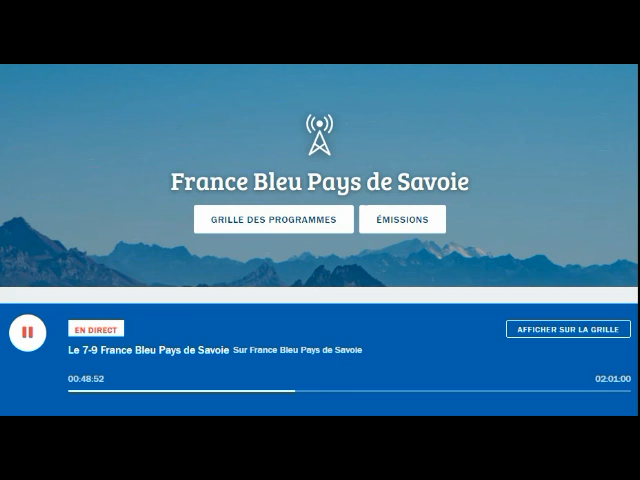 France Bleu Pays de Savoie
GRILLE DES PROGRAMMES ÉMISSIONS
EN DIRECT
AFFICHER SUR LA GRILLE
Le 7-9 France Bleu Pays de Savoie Sur France Bleu Pays de Savoie
00:48:52 02:01:00